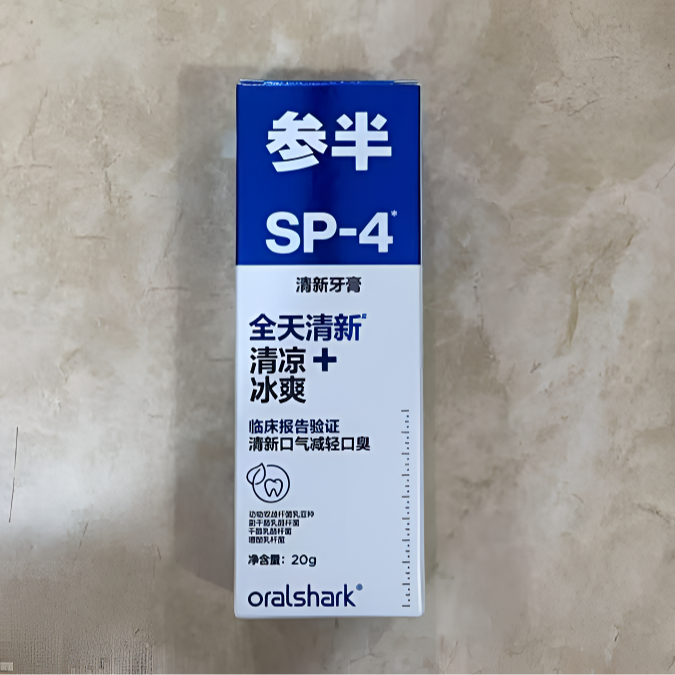 参半
SP-4*
清新牙膏
全天清新#
清凉+
冰爽
临床报告验证
清新口气减轻口臭
净含量：20g
oralshark®